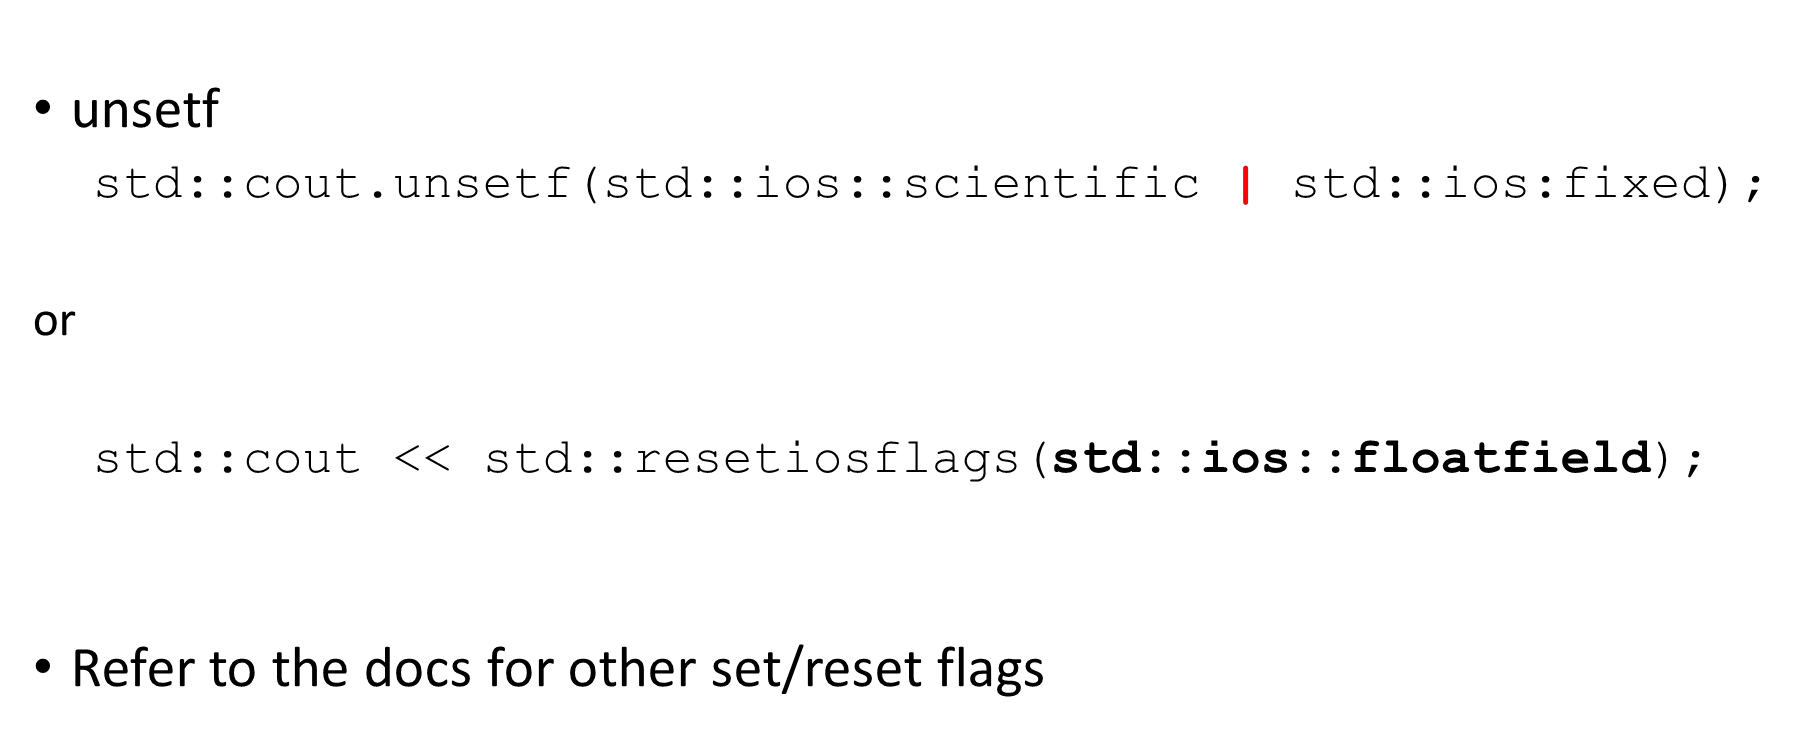 • unsetf
std::cout.unsetf(std::ios::scientific | std::ios:fixed);
or
std::cout << std::resetiosflags(std::ios::floatfield);
• Refer to the docs for other set/reset flags